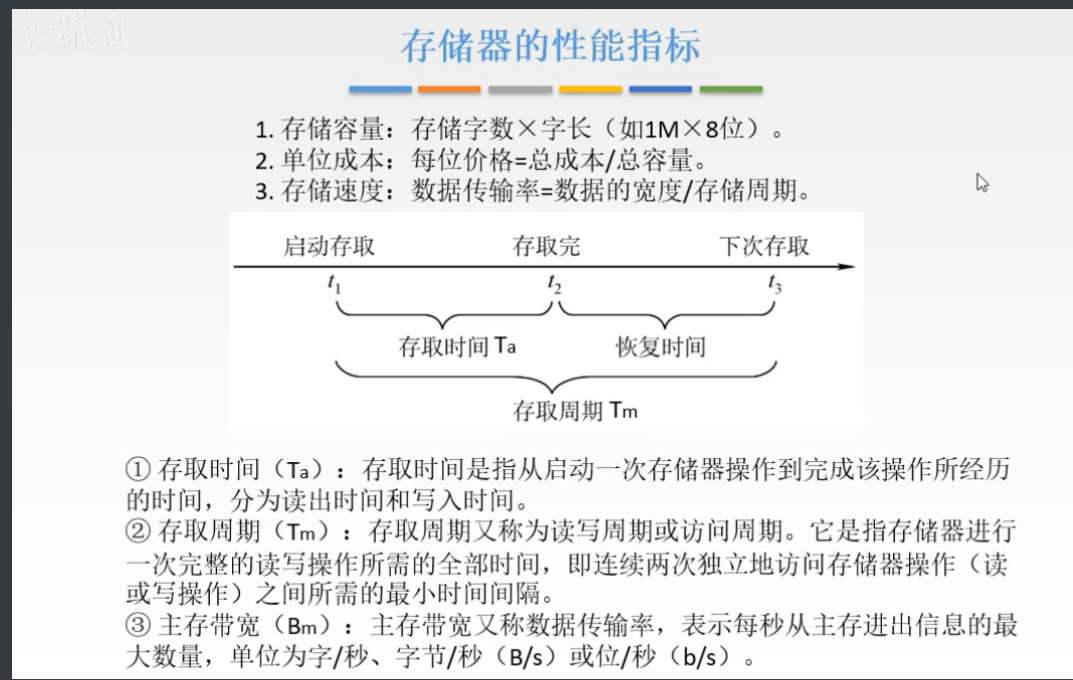 存储器的性能指标
1. 存储容量：存储字数×字长（如1M×8位）。
2. 单位成本：每位价格=总成本/总容量。
3. 存储速度：数据传输率=数据的宽度/存储周期。
启动存取 存取完 下次存取
t1 t2 t3
存取时间 Ta 恢复时间
存取周期 Tm
① 存取时间（Ta）：存取时间是指从启动一次存储器操作到完成该操作所经历
的时间，分为读出时间和写入时间。
② 存取周期（Tm）：存取周期又称为读写周期或访问周期。它是指存储器进行
一次完整的读写操作所需的全部时间，即连续两次独立地访问存储器操作（读
或写操作）之间所需的最小时间间隔。
③ 主存带宽（Bm）：主存带宽又称数据传输率，表示每秒从主存进出信息的最
大数量，单位为字/秒、字节/秒（B/s）或位/秒（b/s）。